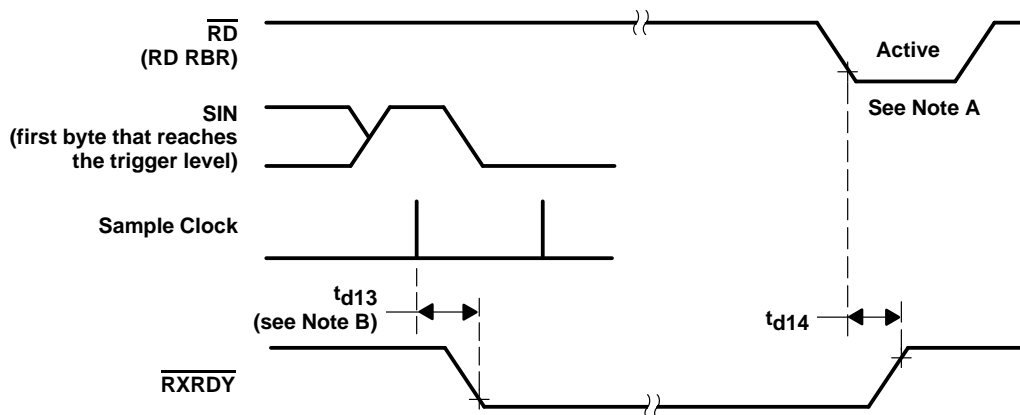 RD
(RD RBR)
Active
See Note A
SIN
(first byte that reaches
the trigger level)
Sample Clock
td13
(see Note B)
td14
RXRDY